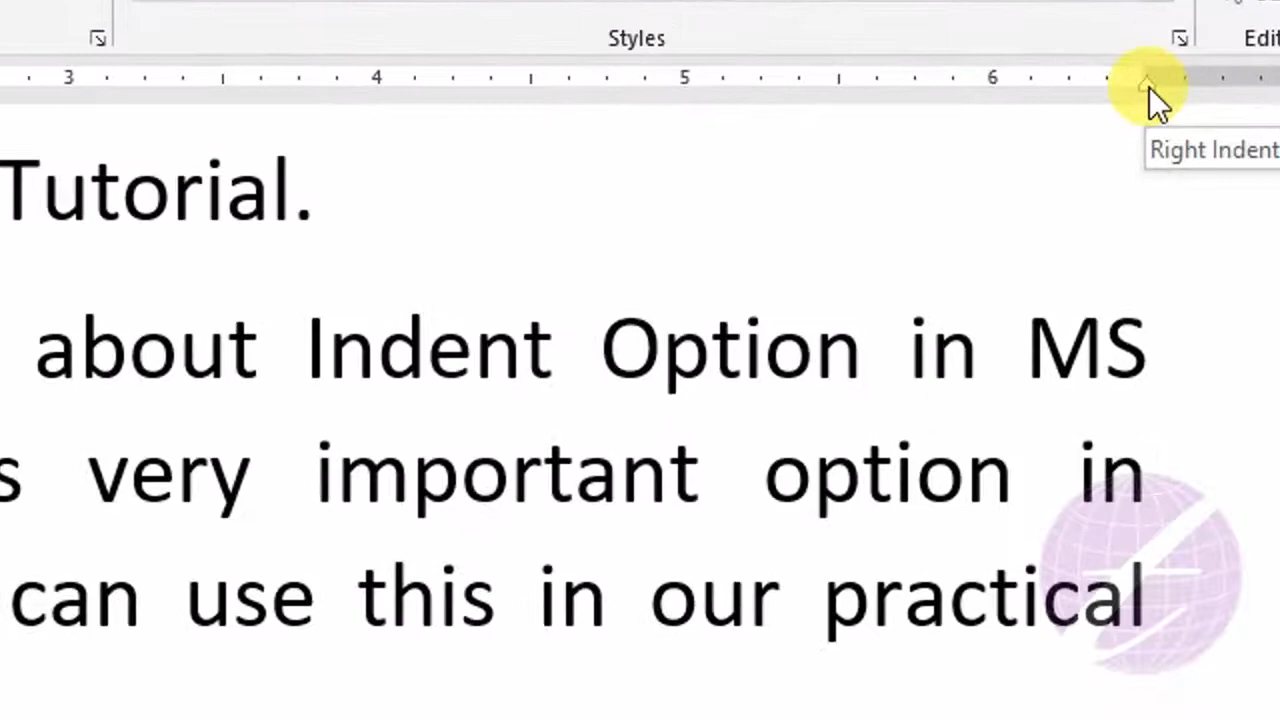 Styles
Edit
3 4 5 6
Right Indent
Tutorial.
about Indent Option in MS
s very important option in
can use this in our practical